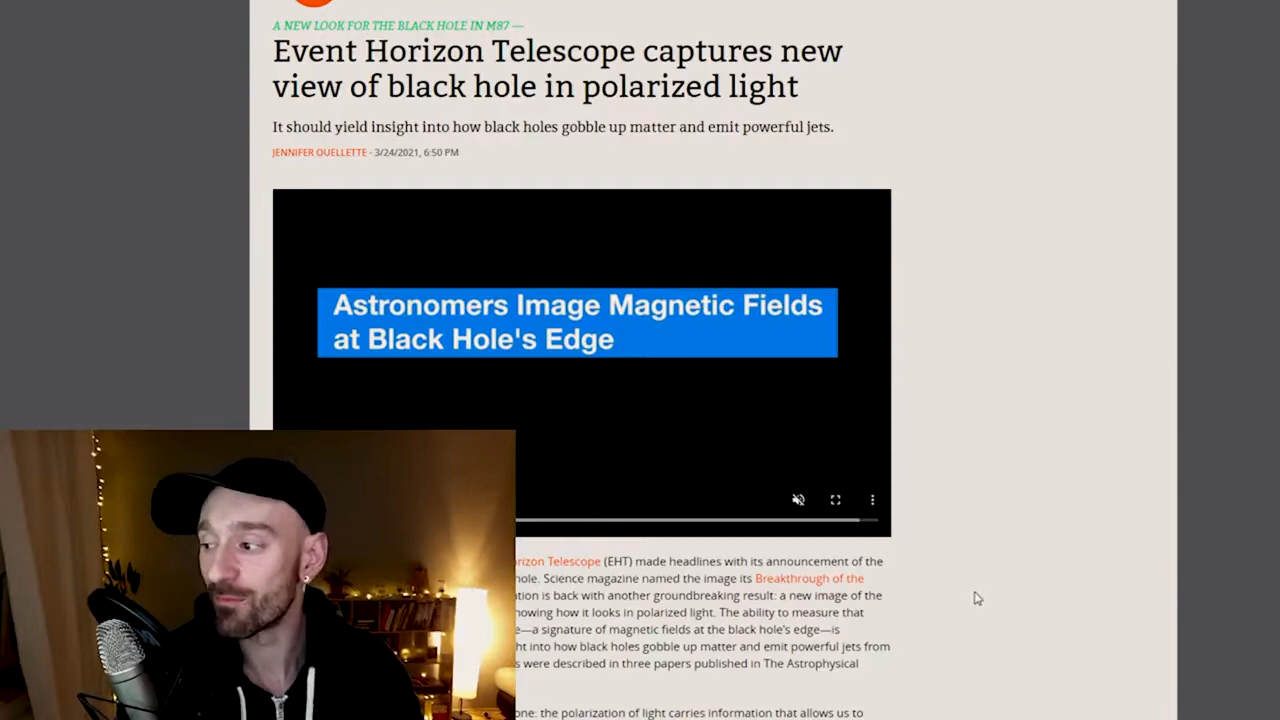 A NEW LOOK FOR THE BLACK HOLE IN M87 —
Event Horizon Telescope captures new
view of black hole in polarized light
It should yield insight into how black holes gobble up matter and emit powerful jets.
JENNIFER OUELLETTE - 3/24/2021, 6:50 PM
Astronomers Image Magnetic Fields
at Black Hole's Edge
Telescope (EHT) made headlines with its announcement of the
Science magazine named the image its Breakthrough of the
is back with another groundbreaking result: a new image of the
how it looks in polarized light. The ability to measure that
—a signature of magnetic fields at the black hole's edge—is
into how black holes gobble up matter and emit powerful jets from
were described in three papers published in The Astrophysical
the polarization of light carries information that allows us to